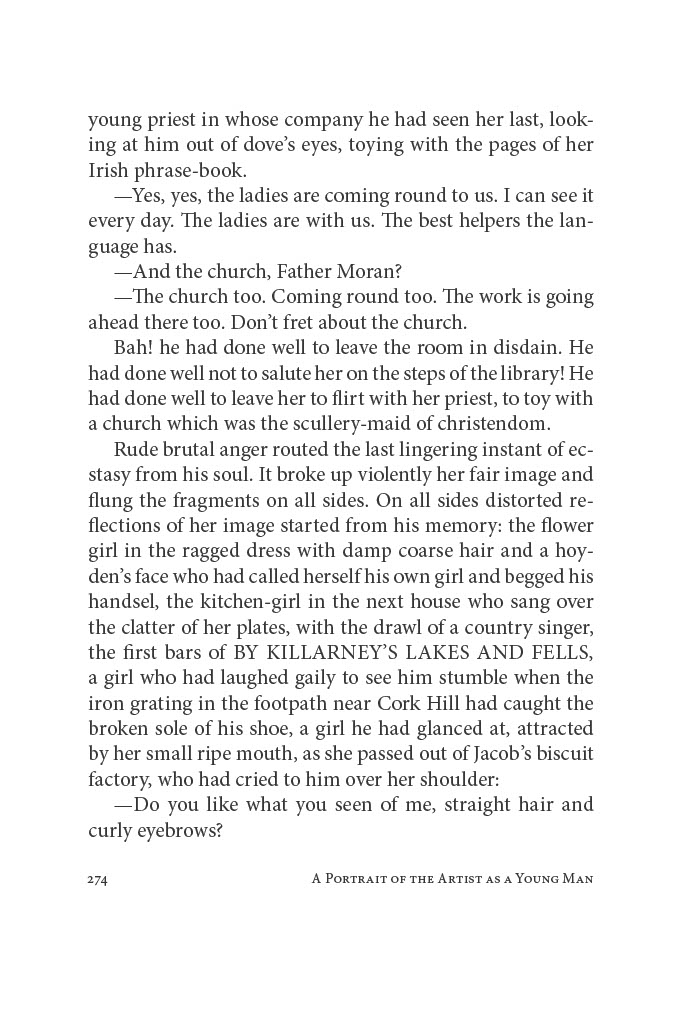 young priest in whose company he had seen her last, look-
ing at him out of dove’s eyes, toying with the pages of her
Irish phrase-book.
—Yes, yes, the ladies are coming round to us. I can see it
every day. The ladies are with us. The best helpers the lan-
guage has.
—And the church, Father Moran?
—The church too. Coming round too. The work is going
ahead there too. Don’t fret about the church.
Bah! he had done well to leave the room in disdain. He
had done well not to salute her on the steps of the library! He
had done well to leave her to flirt with her priest, to toy with
a church which was the scullery-maid of christendom.
Rude brutal anger routed the last lingering instant of ec-
stasy from his soul. It broke up violently her fair image and
flung the fragments on all sides. On all sides distorted re-
flections of her image started from his memory: the flower
girl in the ragged dress with damp coarse hair and a hoy-
den’s face who had called herself his own girl and begged his
handsel, the kitchen-girl in the next house who sang over
the clatter of her plates, with the drawl of a country singer,
the first bars of BY KILLARNEY’S LAKES AND FELLS,
a girl who had laughed gaily to see him stumble when the
iron grating in the footpath near Cork Hill had caught the
broken sole of his shoe, a girl he had glanced at, attracted
by her small ripe mouth, as she passed out of Jacob’s biscuit
factory, who had cried to him over her shoulder:
—Do you like what you seen of me, straight hair and
curly eyebrows?
274 A Portrait of the Artist as a Young Man